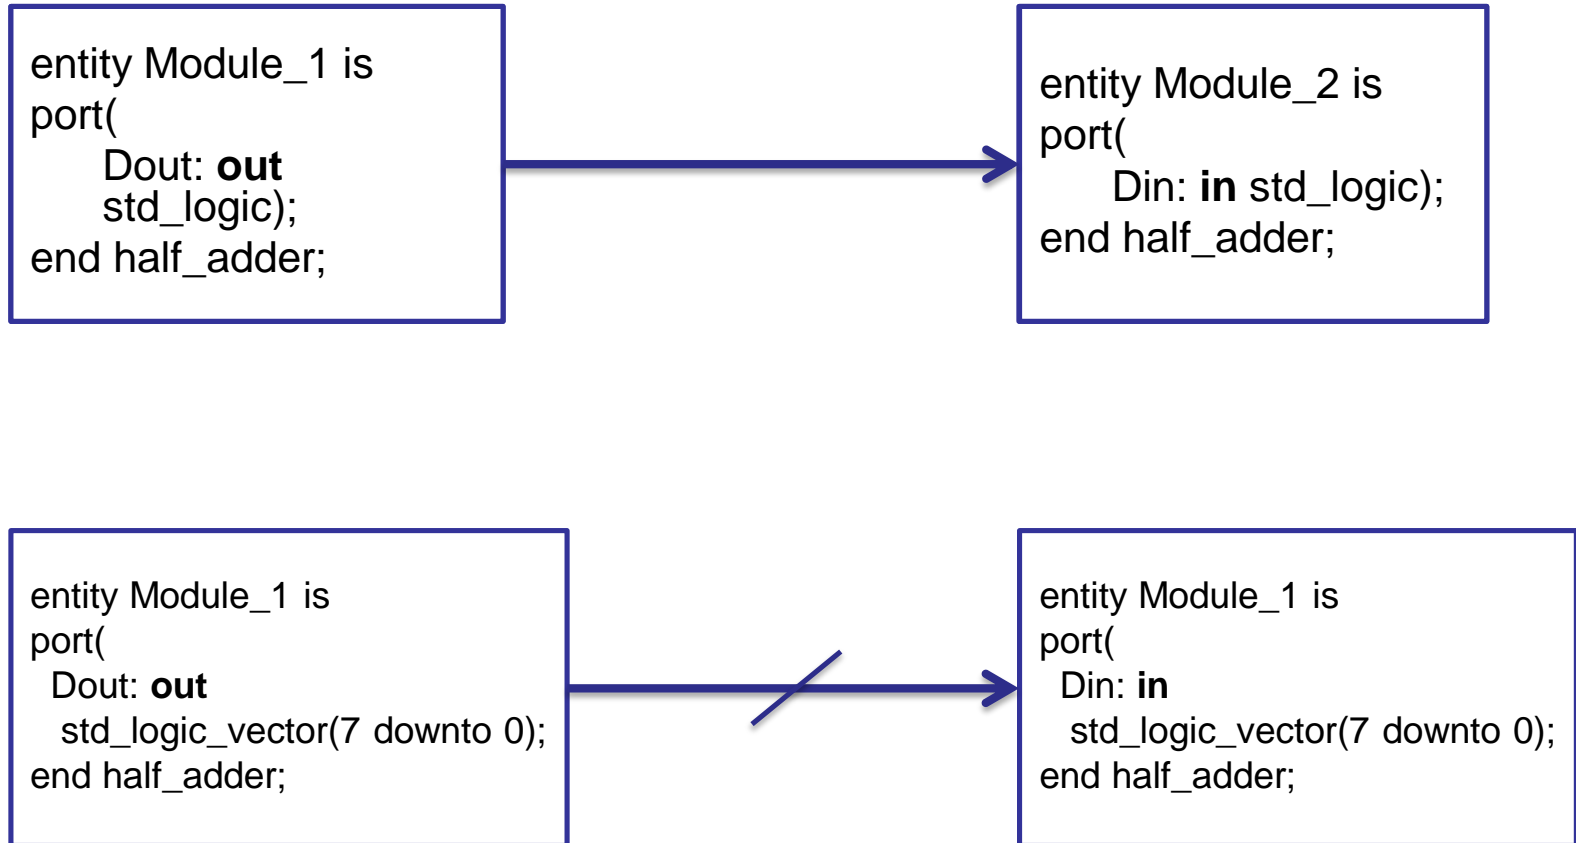 entity Module_1 is
port(
Dout: out
std_logic);
end half_adder;
entity Module_2 is
port(
Din: in std_logic);
end half_adder;
entity Module_1 is
port(
Dout: out
std_logic_vector(7 downto 0);
end half_adder;
entity Module_1 is
port(
Din: in
std_logic_vector(7 downto 0);
end half_adder;